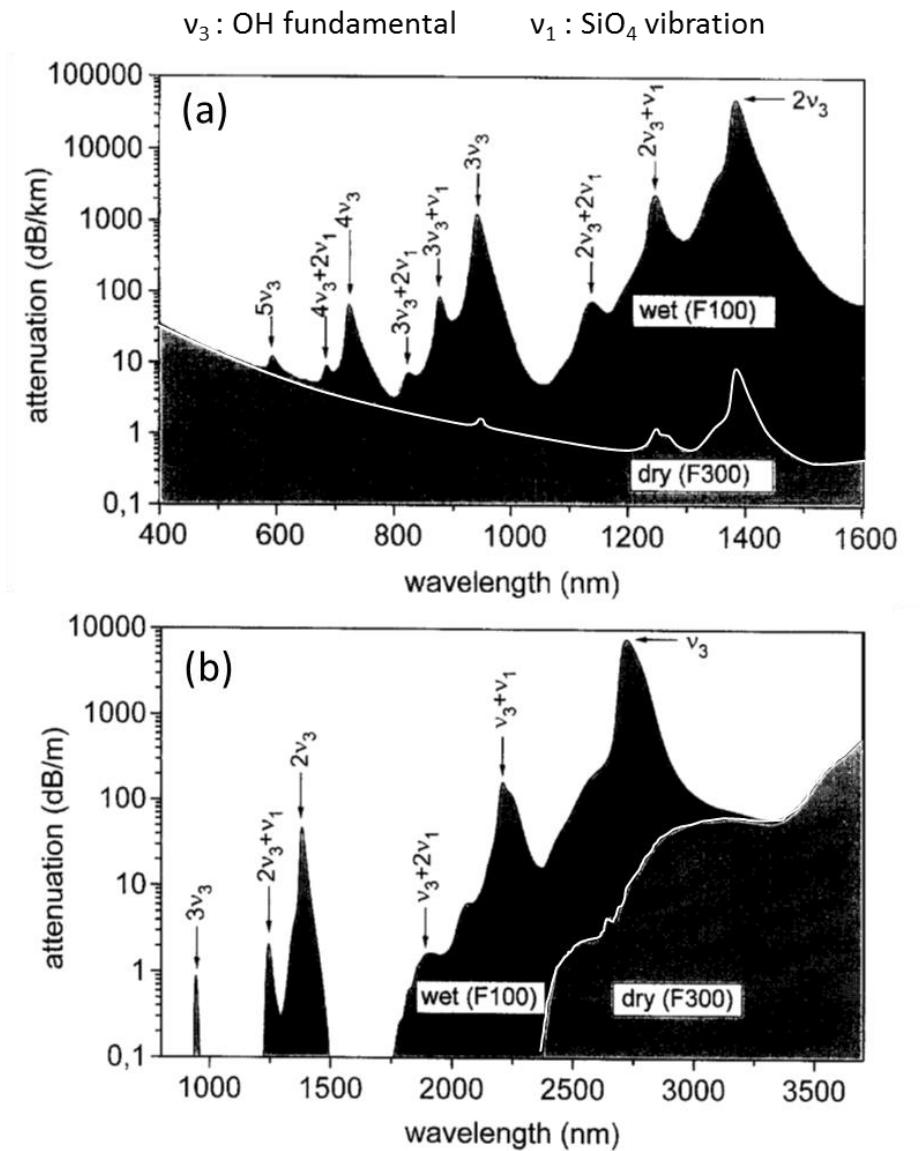 ν₃ : OH fundamental ν₁ : SiO₄ vibration
(a)
attenuation (dB/km)
100000
10000
1000
100
10
1
0,1
5ν₃
4ν₃+2ν₁
4ν₃
3ν₃+2ν₁
3ν₃+ν₁
3ν₃
2ν₃+2ν₁
2ν₃+ν₁
2ν₃
wet (F100)
dry (F300)
400 600 800 1000 1200 1400 1600
wavelength (nm)
(b)
attenuation (dB/m)
10000
1000
100
10
1
0,1
3ν₃
2ν₃+ν₁
2ν₃
ν₃+2ν₁
ν₃+ν₁
ν₃
wet (F100) dry (F300)
1000 1500 2000 2500 3000 3500
wavelength (nm)